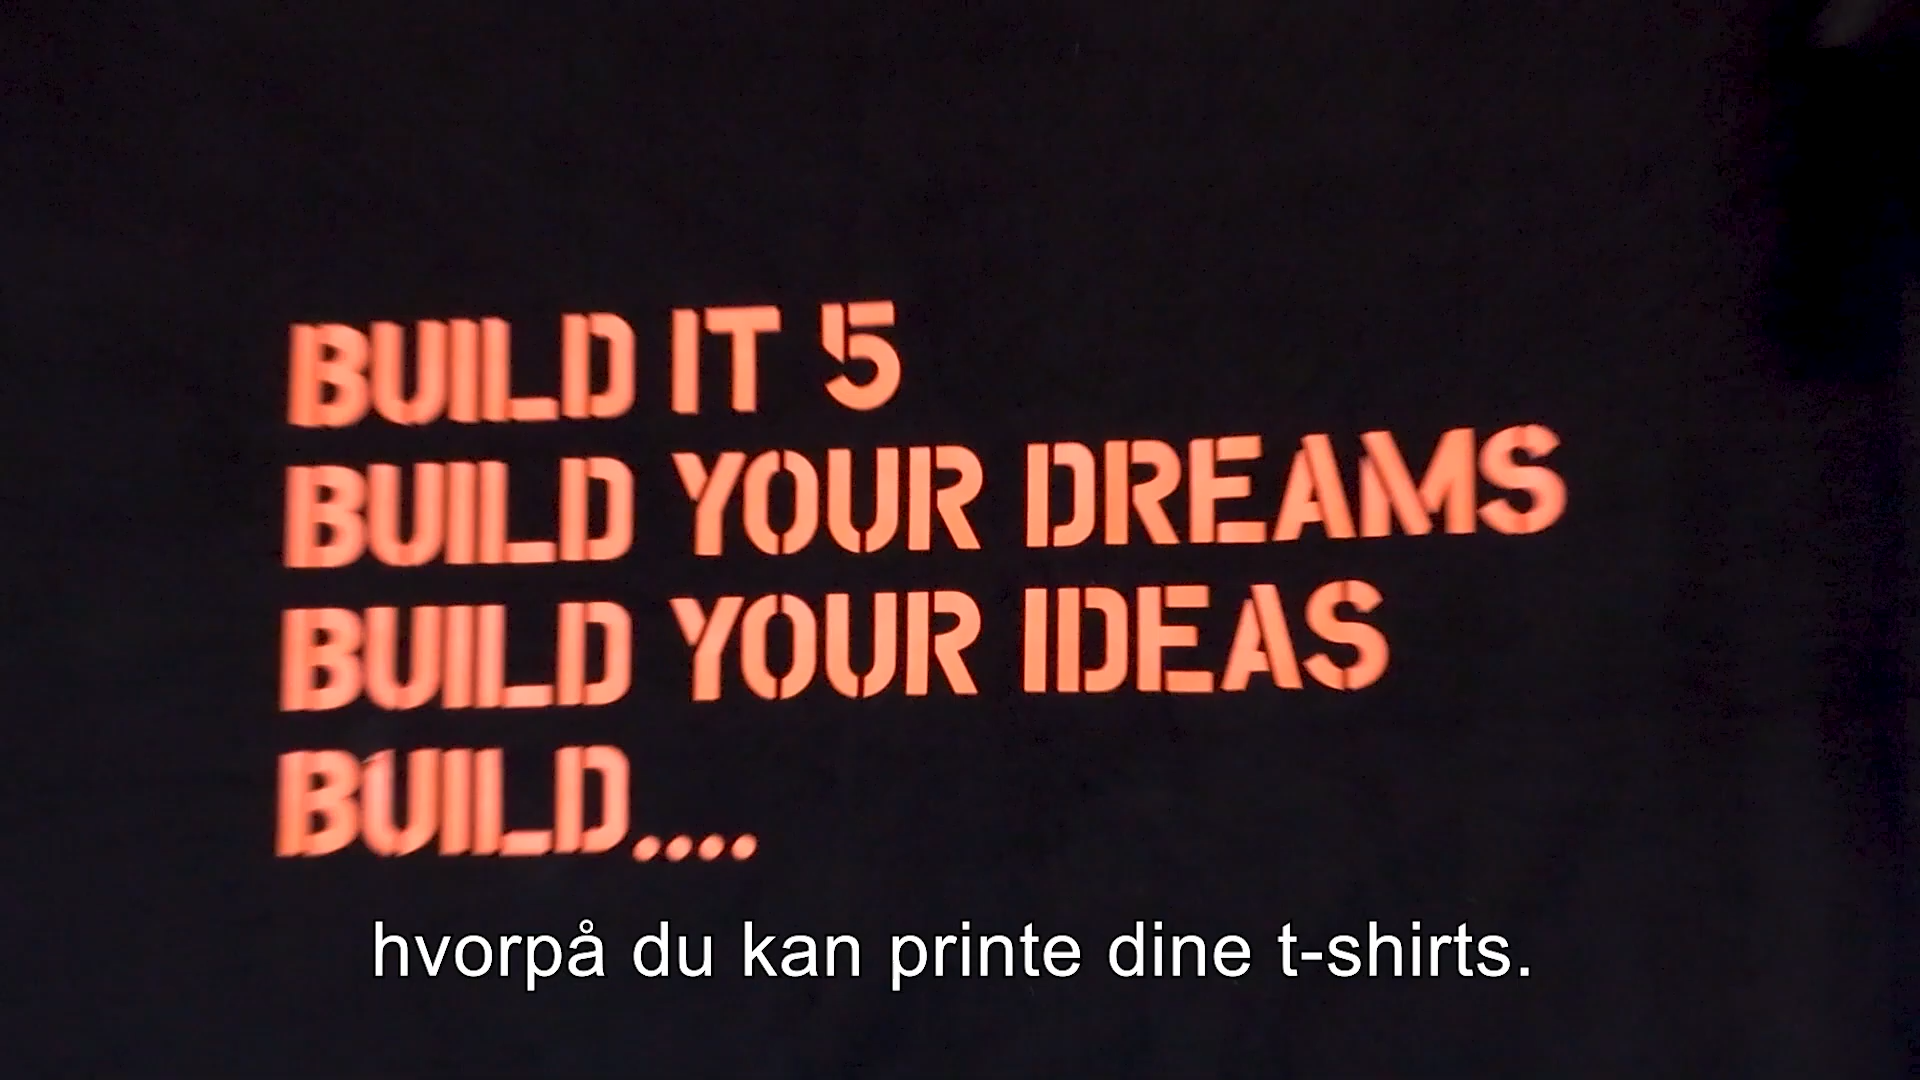 BUILD IT 5
BUILD YOUR DREAMS
BUILD YOUR IDEAS
BUILD....
hvorpå du kan printe dine t-shirts.